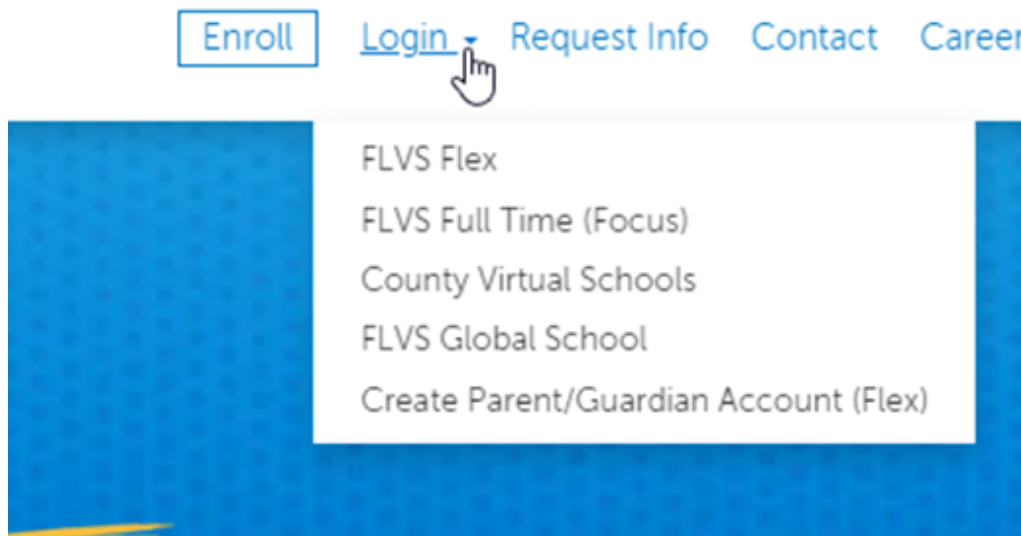 Enroll Login Request Info Contact Career
FLVS Flex
FLVS Full Time (Focus)
County Virtual Schools
FLVS Global School
Create Parent/Guardian Account (Flex)